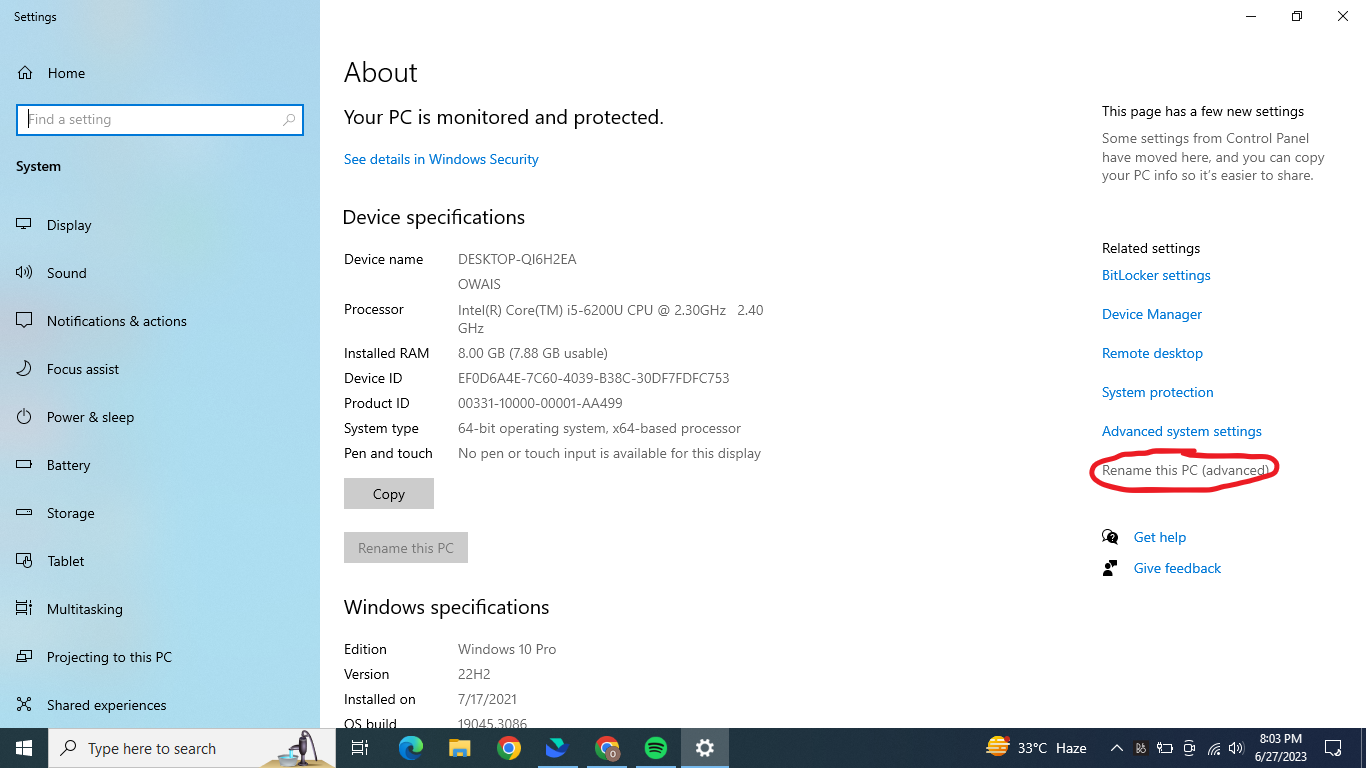 Settings
Home
Find a setting
System
Display
Sound
Notifications & actions
Focus assist
Power & sleep
Battery
Storage
Tablet
Multitasking
Projecting to this PC
Shared experiences
About
Your PC is monitored and protected.
See details in Windows Security
Device specifications
Device name DESKTOP-QI6H2EA
OWAIS
Processor Intel(R) Core(TM) i5-6200U CPU @ 2.30GHz 2.40
GHz
Installed RAM 8.00 GB (7.88 GB usable)
Device ID EF0D6A4E-7C60-4039-B38C-30DF7FDFC753
Product ID 00331-10000-00001-AA499
System type 64-bit operating system, x64-based processor
Pen and touch No pen or touch input is available for this display
Copy
Rename this PC
Windows specifications
Edition Windows 10 Pro
Version 22H2
Installed on 7/17/2021
OS build 19045.3086
This page has a few new settings
Some settings from Control Panel
have moved here, and you can copy
your PC info so it's easier to share.
Related settings
BitLocker settings
Device Manager
Remote desktop
System protection
Advanced system settings
Rename this PC (advanced)
Get help
Give feedback
Type here to search
33°C Haze
8:03 PM
6/27/2023